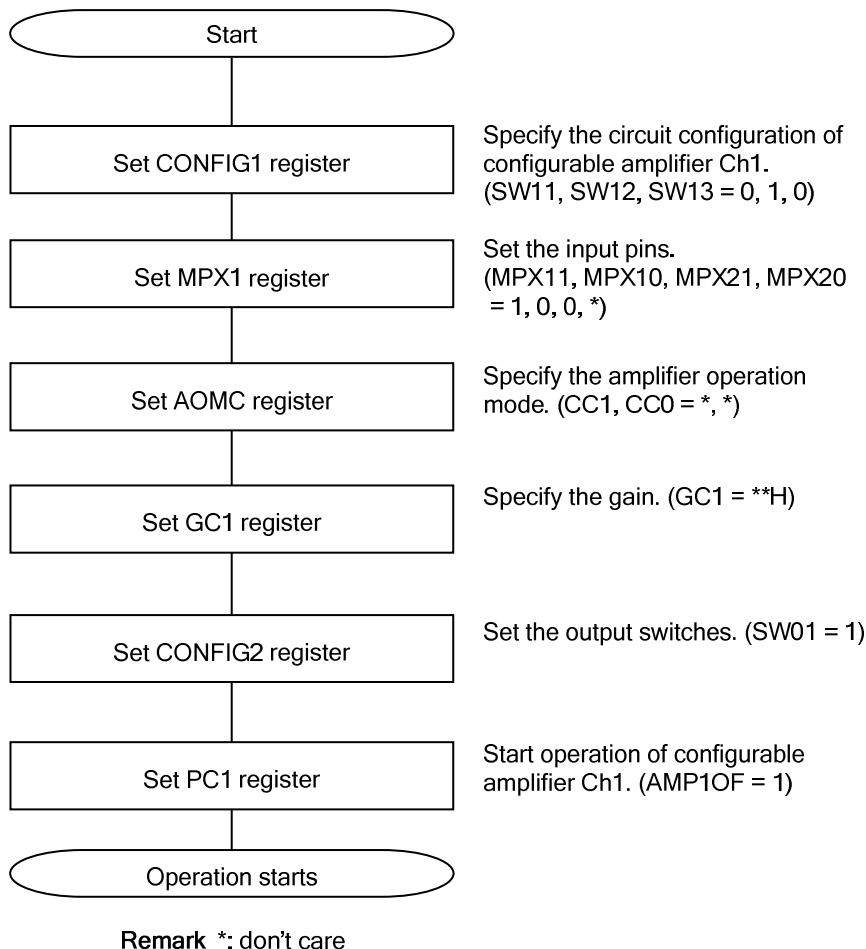 Start
Set CONFIG1 register
Specify the circuit configuration of
configurable amplifier Ch1.
(SW11, SW12, SW13 = 0, 1, 0)
Set MPX1 register
Set the input pins.
(MPX11, MPX10, MPX21, MPX20
= 1, 0, 0, *)
Set AOMC register
Specify the amplifier operation
mode. (CC1, CC0 = *, *)
Set GC1 register
Specify the gain. (GC1 = **H)
Set CONFIG2 register
Set the output switches. (SW01 = 1)
Set PC1 register
Start operation of configurable
amplifier Ch1. (AMP1OF = 1)
Operation starts
Remark *: don't care